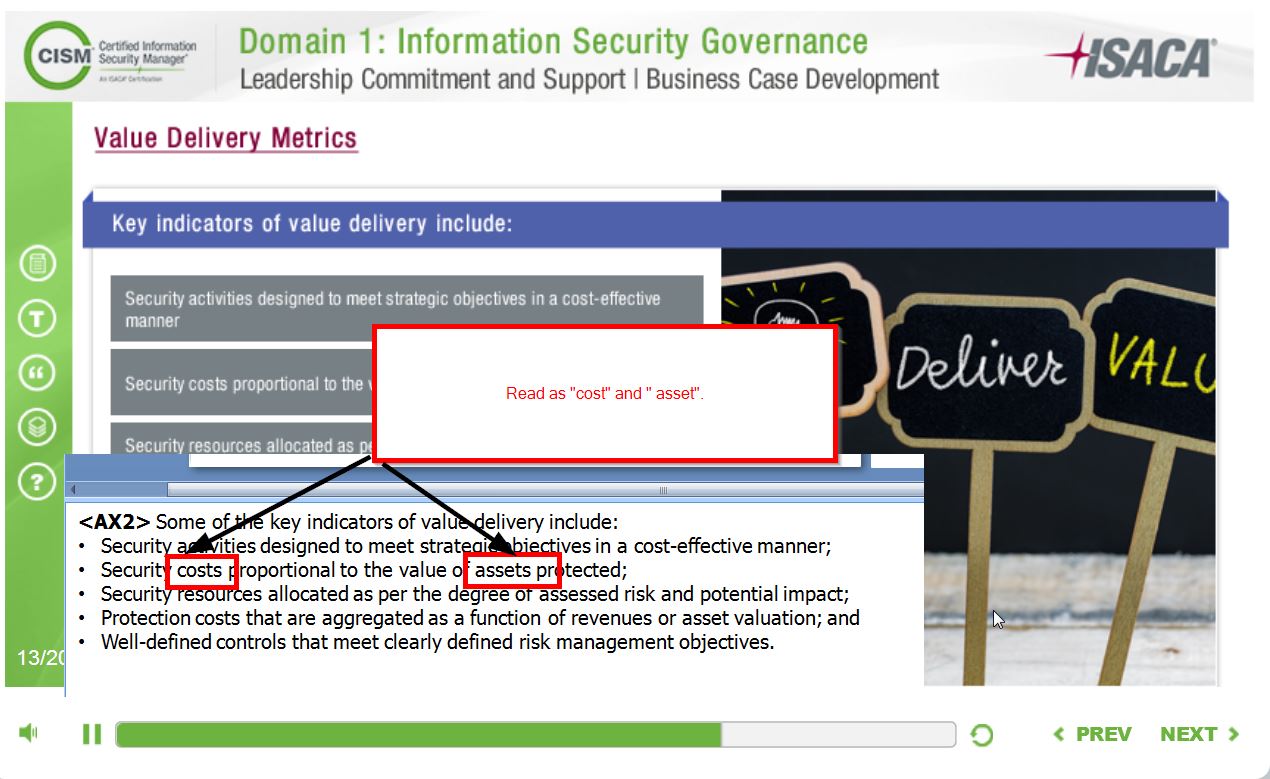 CISM
Certified Information
Security Manager®
An ISACA® Certification
Domain 1: Information Security Governance
Leadership Commitment and Support | Business Case Development
ISACA®
Value Delivery Metrics
Key indicators of value delivery include:
Security activities designed to meet strategic objectives in a cost-effective
manner
Security costs proportional to the
Security resources allocated as
Read as "cost" and " asset".
Deliver
VALU
T
“
?
<AX2> Some of the key indicators of value delivery include:
• Security activities designed to meet strategic objectives in a cost-effective manner;
• Security costs proportional to the value of assets protected;
• Security resources allocated as per the degree of assessed risk and potential impact;
• Protection costs that are aggregated as a function of revenues or asset valuation; and
• Well-defined controls that meet clearly defined risk management objectives.
13/20
PREV
NEXT